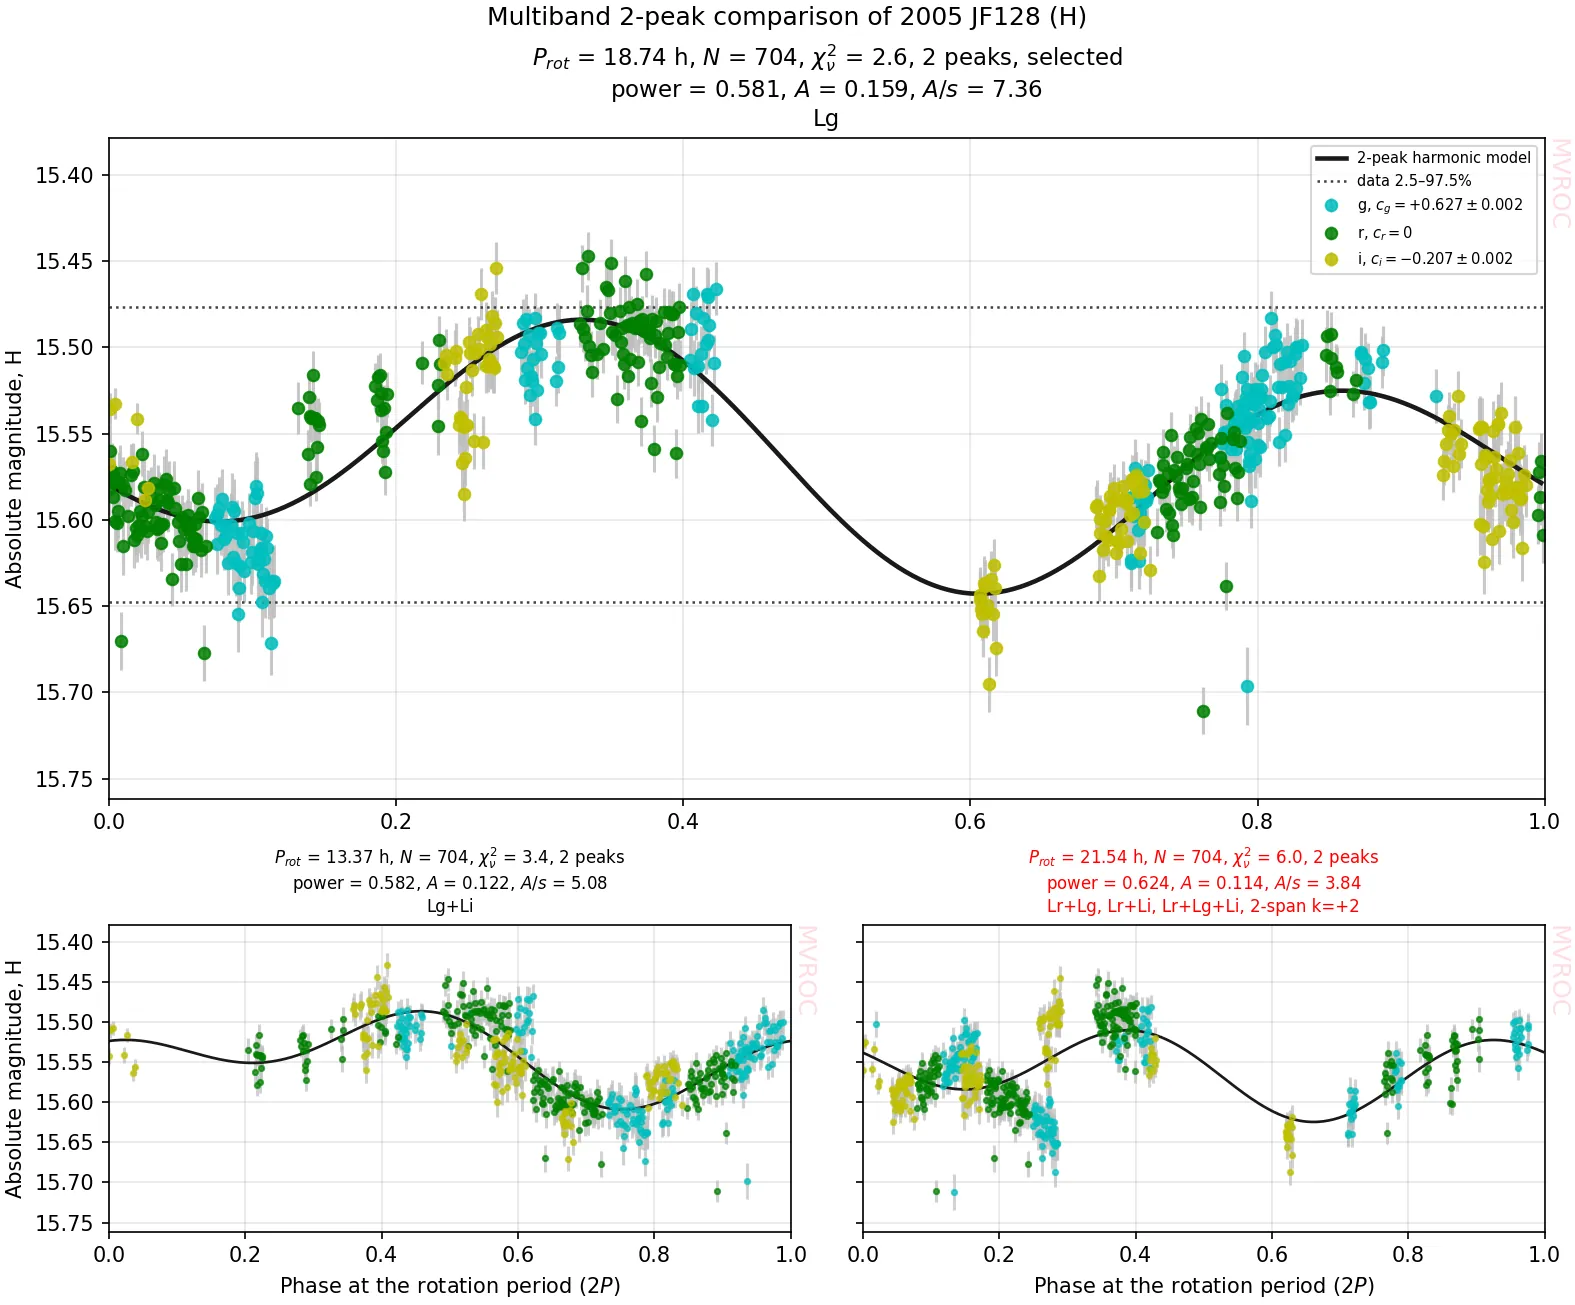 Multiband 2-peak comparison of 2005 JF128 (H)
P_rot = 18.74 h, N = 704, χ²_ν = 2.6, 2 peaks, selected
power = 0.581, A = 0.159, A/s = 7.36
Lg
2-peak harmonic model
data 2.5–97.5%
g, c_g = +0.627 ± 0.002
r, c_r = 0
i, c_i = −0.207 ± 0.002
MVROC
Absolute magnitude, H
15.40
15.45
15.50
15.55
15.60
15.65
15.70
15.75
0.0 0.2 0.4 0.6 0.8 1.0
P_rot = 13.37 h, N = 704, χ²_ν = 3.4, 2 peaks
power = 0.582, A = 0.122, A/s = 5.08
Lg+Li
MVROC
Absolute magnitude, H
15.40
15.45
15.50
15.55
15.60
15.65
15.70
15.75
0.0 0.2 0.4 0.6 0.8 1.0
Phase at the rotation period (2P)
P_rot = 21.54 h, N = 704, χ²_ν = 6.0, 2 peaks
power = 0.624, A = 0.114, A/s = 3.84
Lr+Lg, Lr+Li, Lr+Lg+Li, 2-span k=+2
MVROC
0.0 0.2 0.4 0.6 0.8 1.0
Phase at the rotation period (2P)